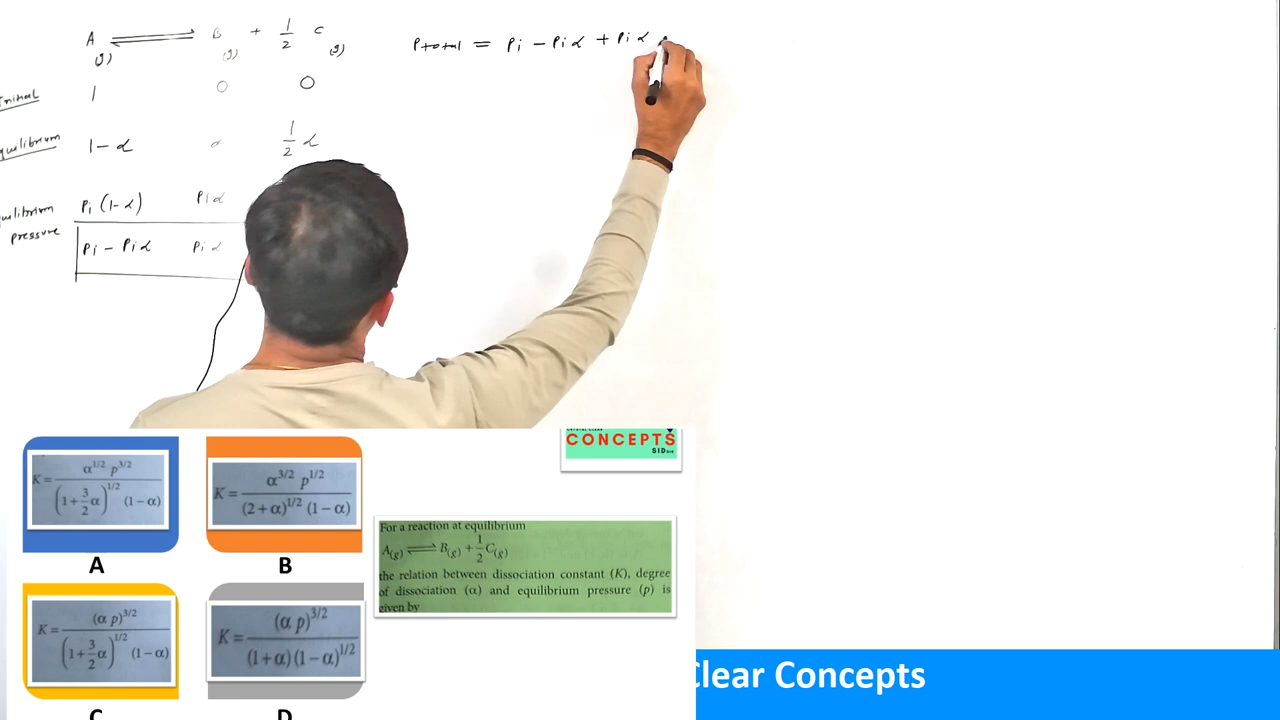 A(g) ⇌ B(g) + 1/2 C(g)
Initial 1 0 0
Equilibrium 1-α α 1/2 α
Equilibrium pressure Pi(1-α) Piα
Pi - Piα Piα
Ptotal = Pi - Piα + Piα
K = α^1/2 p^3/2 / (1+3/2 α)^1/2 (1-α)
A
K = α^3/2 p^1/2 / (2+α)^1/2 (1-α)
B
K = (α p)^3/2 / (1+3/2 α)^1/2 (1-α)
C
K = (α p)^3/2 / (1+α)(1-α)^1/2
D
CONCEPTS
For a reaction at equilibrium
A(g) ⇌ B(g) + 1/2 C(g)
the relation between dissociation constant (K), degree
of dissociation (α) and equilibrium pressure (p) is
given by
Clear Concepts